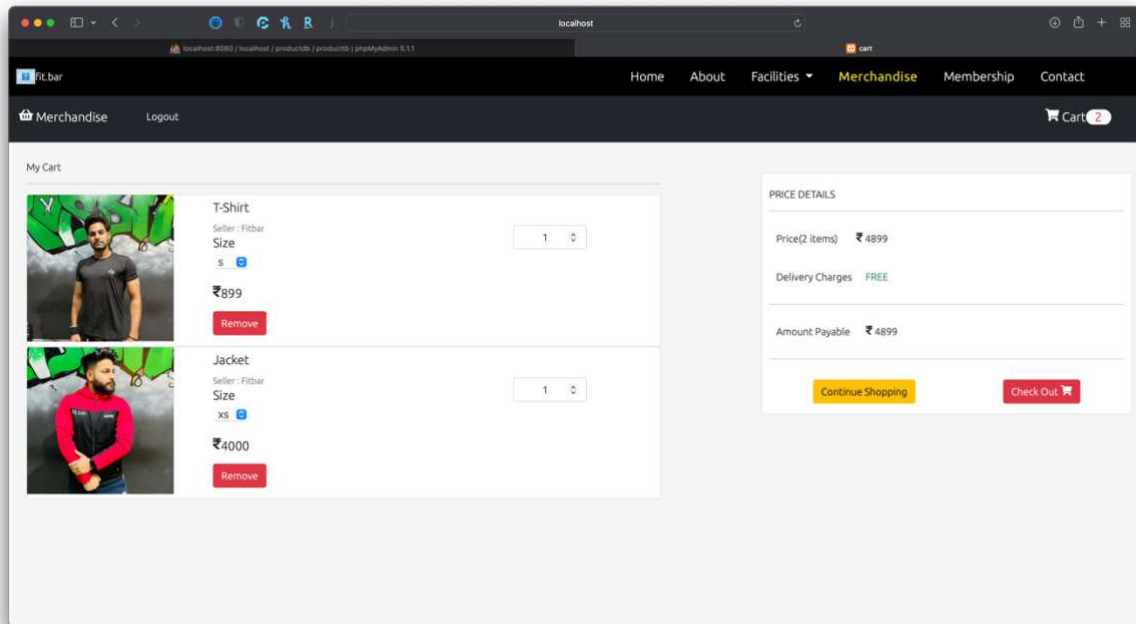 localhost
localhost:8080 / localhost / productdb / producttb | phpMyAdmin 5.1.1
cart
fit.bar
Home About Facilities Merchandise Membership Contact
Merchandise Logout
Cart 2
My Cart
T-Shirt
Seller : Fitbar
Size
S
₹899
Remove
1
Jacket
Seller : Fitbar
Size
XS
₹4000
Remove
1
PRICE DETAILS
Price(2 items) ₹ 4899
Delivery Charges FREE
Amount Payable ₹ 4899
Continue Shopping Check Out